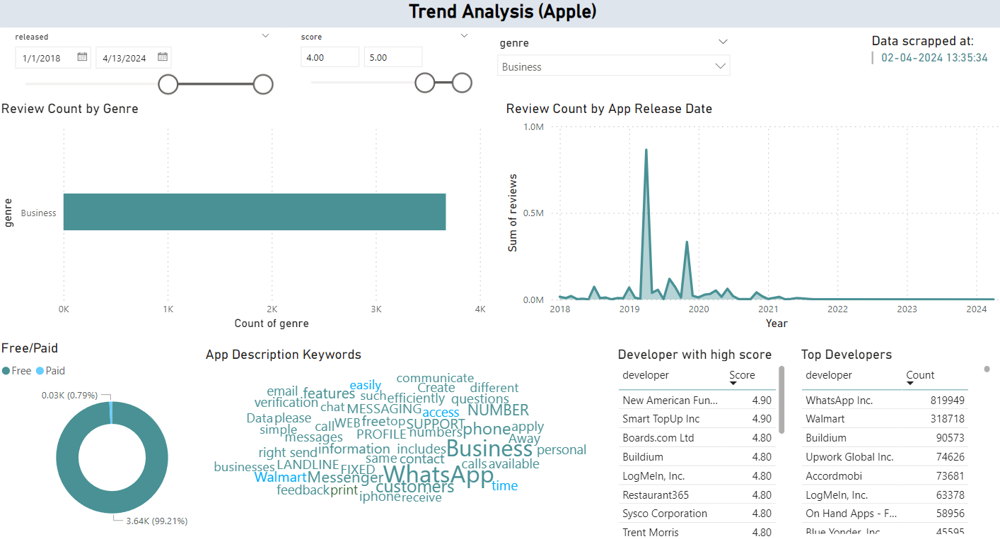 Trend Analysis (Apple)
released
1/1/2018 4/13/2024
score
4.00 5.00
genre
Business
Data scrapped at:
02-04-2024 13:35:34
Review Count by Genre
genre
Business
0K 1K 2K 3K 4K
Count of genre
Review Count by App Release Date
Sum of reviews
1.0M
0.5M
0.0M
2018 2019 2020 2021 2022 2023 2024
Year
Free/Paid
Free Paid
0.03K (0.79%)
3.64K (99.21%)
App Description Keywords
communicate
easily Create different
email features such efficiently questions
verification chat MESSAGING access NUMBER
Data please call WEB free top SUPPORT phone apply
simple messages PROFILE numbers Away
right send information includes Business personal
same contact
businesses LANDLINE FIXED calls available
Walmart Messenger WhatsApp time
feedback print customers
iphone receive
Developer with high score
developer Score
New American Fun... 4.90
Smart TopUp Inc 4.90
Boards.com Ltd 4.80
Buildium 4.80
LogMeIn, Inc. 4.80
Restaurant365 4.80
Sysco Corporation 4.80
Trent Morris 4.80
Top Developers
developer Count
WhatsApp Inc. 819949
Walmart 318718
Buildium 90573
Upwork Global Inc. 74626
Accordmobi 73681
LogMeIn, Inc. 63378
On Hand Apps - F... 58956
Blue Yonder, Inc. 45595